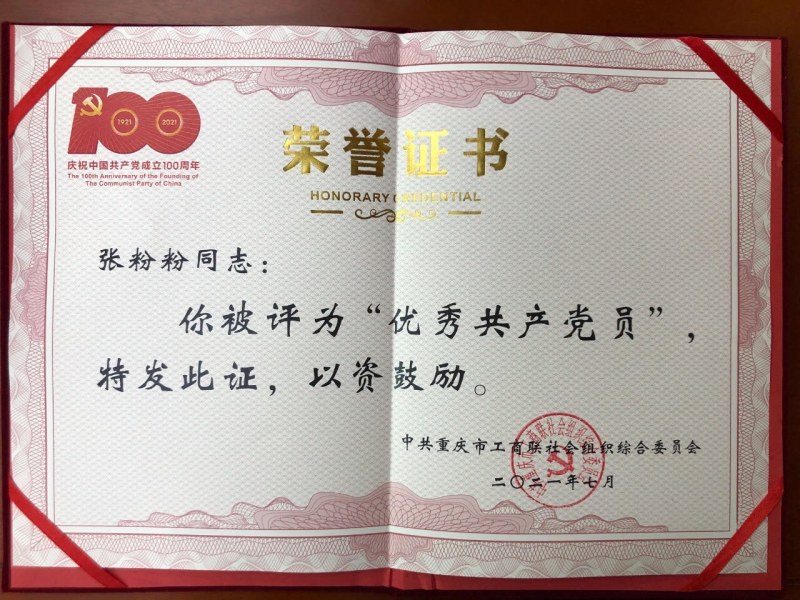 1921 2021
庆祝中国共产党成立100周年
The 100th Anniversary of the Founding of
The Communist Party of China
荣誉证书
HONORARY CREDENTIAL
张粉粉同志：
你被评为“优秀共产党员”，
特发此证，以资鼓励。
中共重庆市工商联社会组织综合委员会
二〇二一年七月